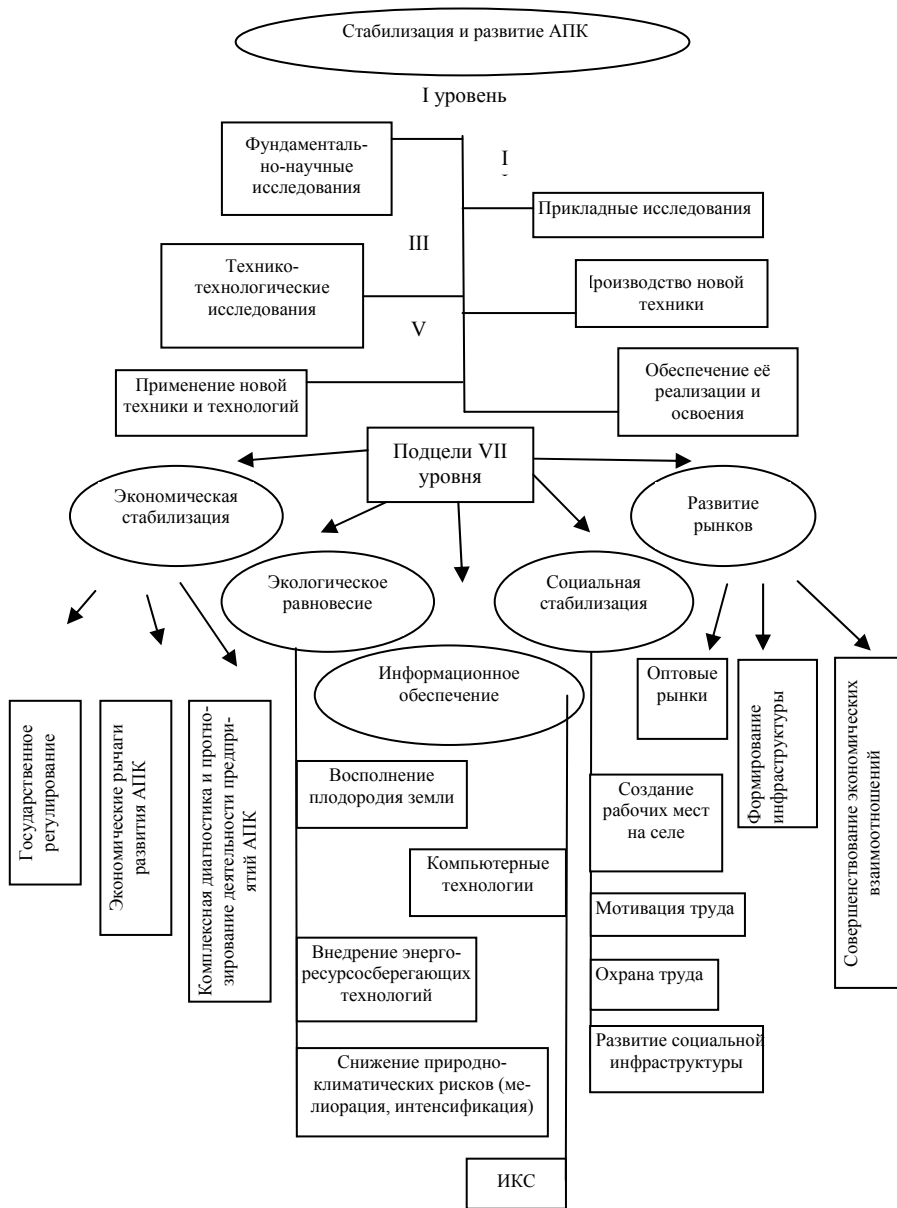 Стабилизация и развитие АПК
I уровень
Фундаменталь-
но-научные
исследования
I
Прикладные исследования
III
Технико-
технологические
исследования
роизводство новой
техники
V
Применение новой
техники и технологий
Обеспечение её
реализации и
освоения
Подцели VII
уровня
Экономическая
стабилизация
Развитие
рынков
Экологическое
равновесие
Социальная
стабилизация
Информационное
обеспечение
Государственное
регулирование
Экономические рычаги
развития АПК
Комплексная диагностика и прогно-
зирование деятельности предпри-
ятий АПК
Оптовые
рынки
Формирование
инфраструктуры
Совершенствование экономических
взаимоотношений
Восполнение
плодородия земли
Создание
рабочих мест
на селе
Компьютерные
технологии
Мотивация труда
Внедрение энерго-
ресурсосберегающих
технологий
Охрана труда
Развитие социальной
инфраструктуры
Снижение природно-
климатических рисков (ме-
лиорация, интенсификация)
ИКС